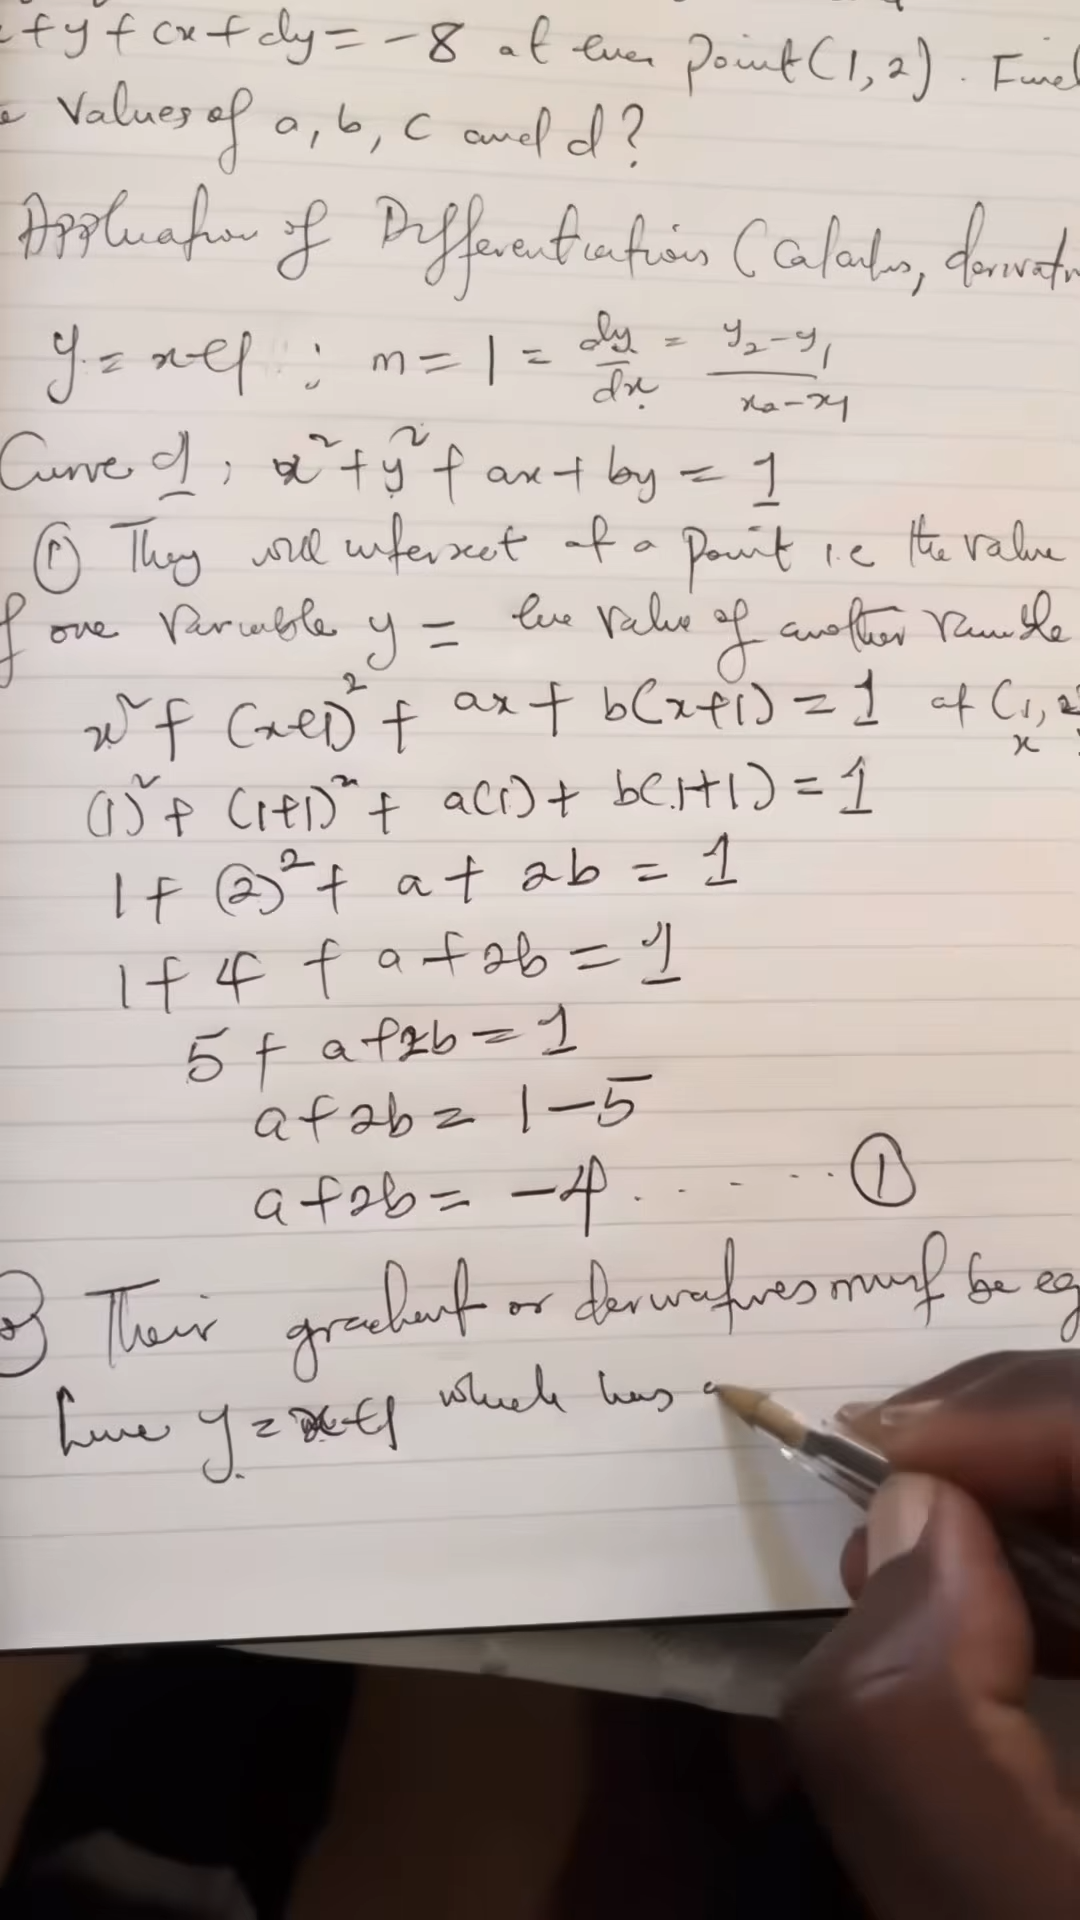 +y+cx+dy=-8 at the point (1,2). Find
values of a, b, c and d?
Application of Differentiation (Calculus, derivativ
y = x+1 ; m = 1 = dy/dx = y₂-y₁/x₂-x₁
Curve 1; x²+y²+ax+by = 1
① They will intersect at a point i.e the value
f one variable y = the value of another variable
x²+(x+1)²+ax+b(x+1)=1 at (1,2
x
(1)²+(1+1)²+a(1)+b(1+1)=1
1+(2)²+a+2b=1
1+4+a+2b=1
5+a+2b=1
a+2b=1-5
a+2b=-4 ...... ①
② Their gradient or derivatives must be eq
Line y=x+1 which has